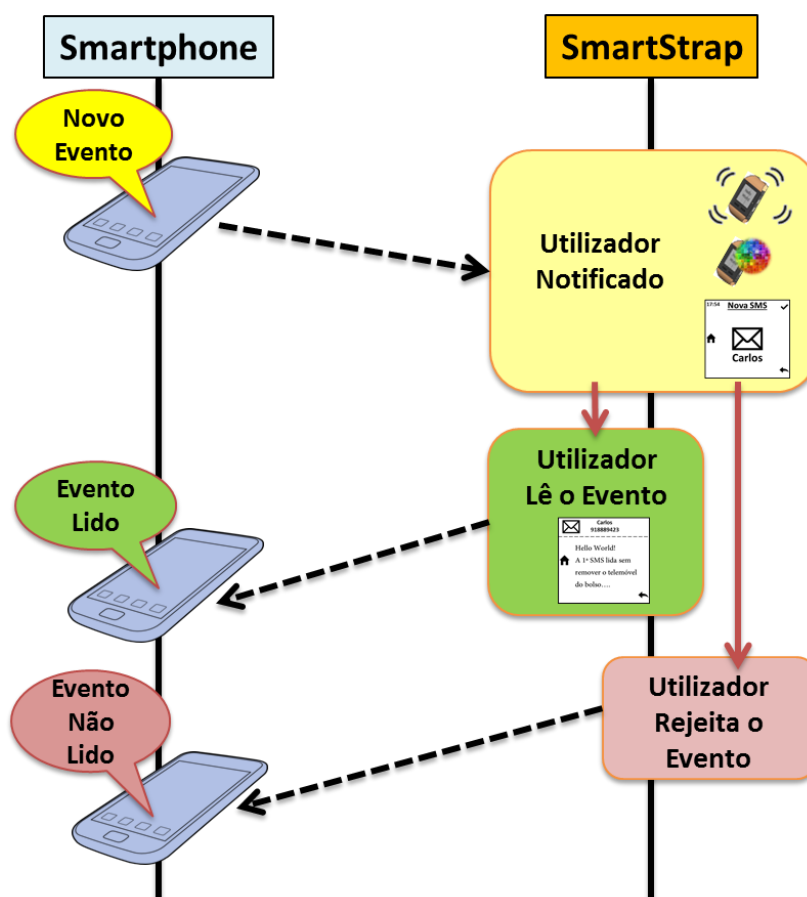 Smartphone
SmartStrap
Novo
Evento
Utilizador
Notificado
17:54 Nova SMS
Carlos
Utilizador
Lê o Evento
Carlos
918889423
Hello World!
A 1ª SMS lida sem
remover o telemóvel
do bolso....
Evento
Lido
Evento
Não
Lido
Utilizador
Rejeita o
Evento